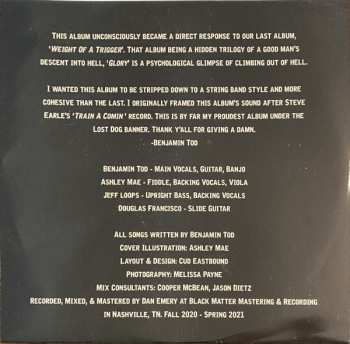 This album unconsciously became a direct response to our last album,
'Weight Of A Trigger'. That album being a hidden trilogy of a good man's
descent into hell, 'Glory' is a psychological glimpse of climbing out of hell.
I wanted this album to be stripped down to a string band style and more
cohesive than the last. I originally framed this album's sound after Steve
Earle's 'Train A Comin'' record. This is by far my proudest album under the
Lost Dog banner. Thank y'all for giving a damn.
-Benjamin Tod
Benjamin Tod - Main Vocals, Guitar, Banjo
Ashley Mae - Fiddle, Backing Vocals, Viola
Jeff Loops - Upright Bass, Backing Vocals
Douglas Francisco - Slide Guitar
All songs written by Benjamin Tod
Cover Illustration: Ashley Mae
Layout & Design: Cud Eastbound
Photography: Melissa Payne
Mix Consultants: Cooper McBean, Jason Dietz
Recorded, Mixed, & Mastered by Dan Emery at Black Matter Mastering & Recording
in Nashville, TN. Fall 2020 - Spring 2021